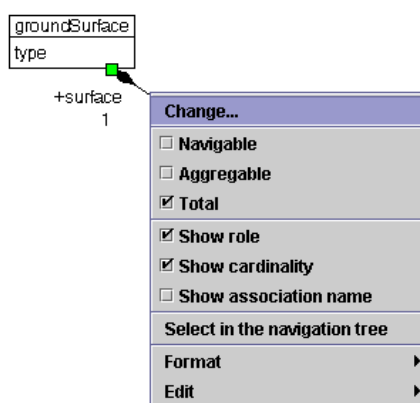 groundSurface
type
+surface
1
Change...
Navigable
Aggregable
Total
Show role
Show cardinality
Show association name
Select in the navigation tree
Format
Edit